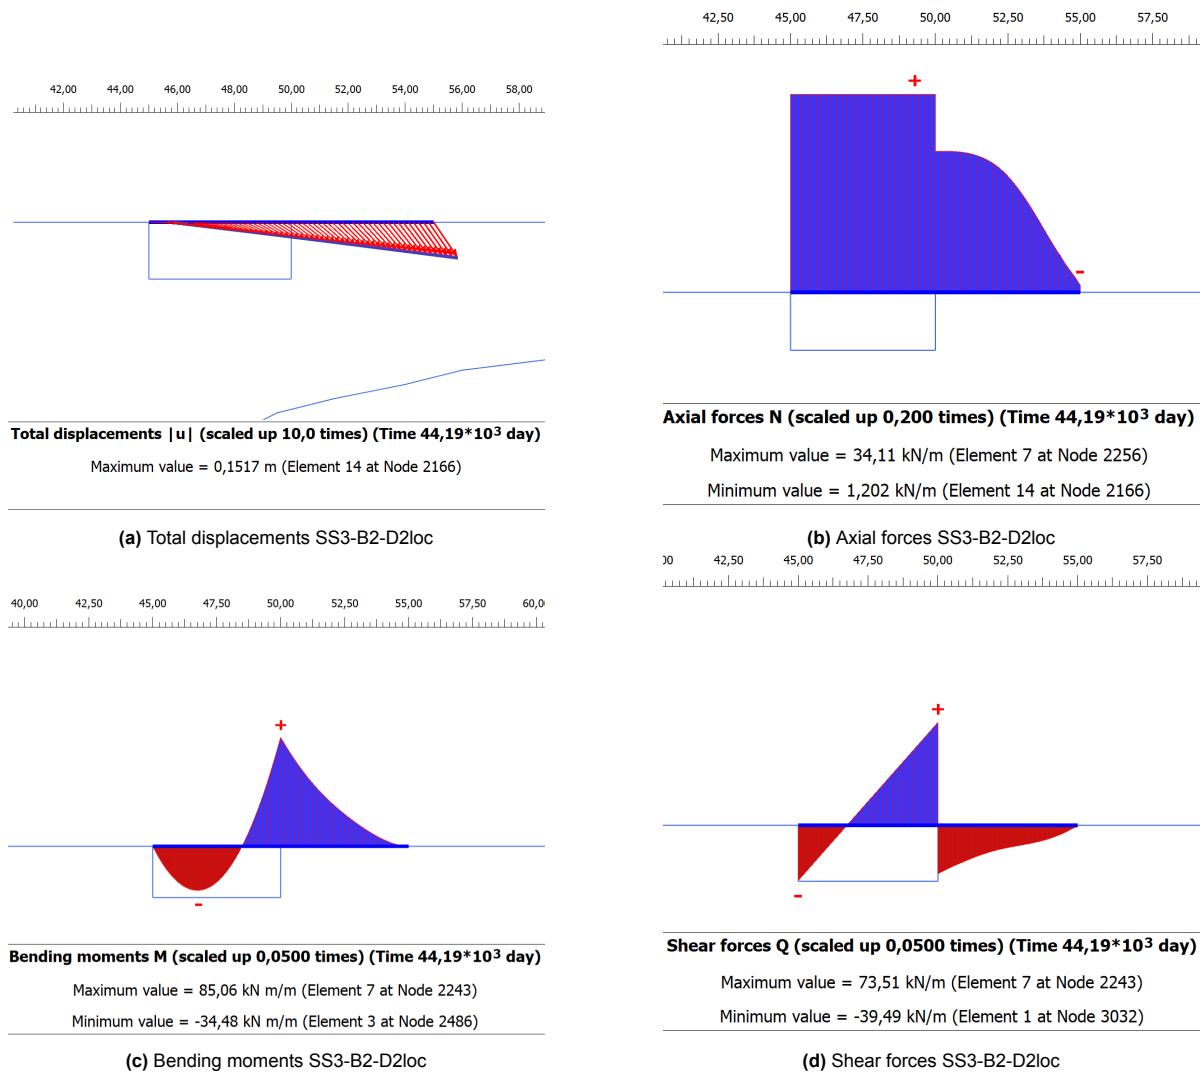 42,00 44,00 46,00 48,00 50,00 52,00 54,00 56,00 58,00
Total displacements |u| (scaled up 10,0 times) (Time 44,19*10³ day)
Maximum value = 0,1517 m (Element 14 at Node 2166)
(a) Total displacements SS3-B2-D2loc
42,50 45,00 47,50 50,00 52,50 55,00 57,50
+
-
Axial forces N (scaled up 0,200 times) (Time 44,19*10³ day)
Maximum value = 34,11 kN/m (Element 7 at Node 2256)
Minimum value = 1,202 kN/m (Element 14 at Node 2166)
(b) Axial forces SS3-B2-D2loc
40,00 42,50 45,00 47,50 50,00 52,50 55,00 57,50 60,0
+
-
Bending moments M (scaled up 0,0500 times) (Time 44,19*10³ day)
Maximum value = 85,06 kN m/m (Element 7 at Node 2243)
Minimum value = -34,48 kN m/m (Element 3 at Node 2486)
(c) Bending moments SS3-B2-D2loc
00 42,50 45,00 47,50 50,00 52,50 55,00 57,50
+
-
Shear forces Q (scaled up 0,0500 times) (Time 44,19*10³ day)
Maximum value = 73,51 kN/m (Element 7 at Node 2243)
Minimum value = -39,49 kN/m (Element 1 at Node 3032)
(d) Shear forces SS3-B2-D2loc